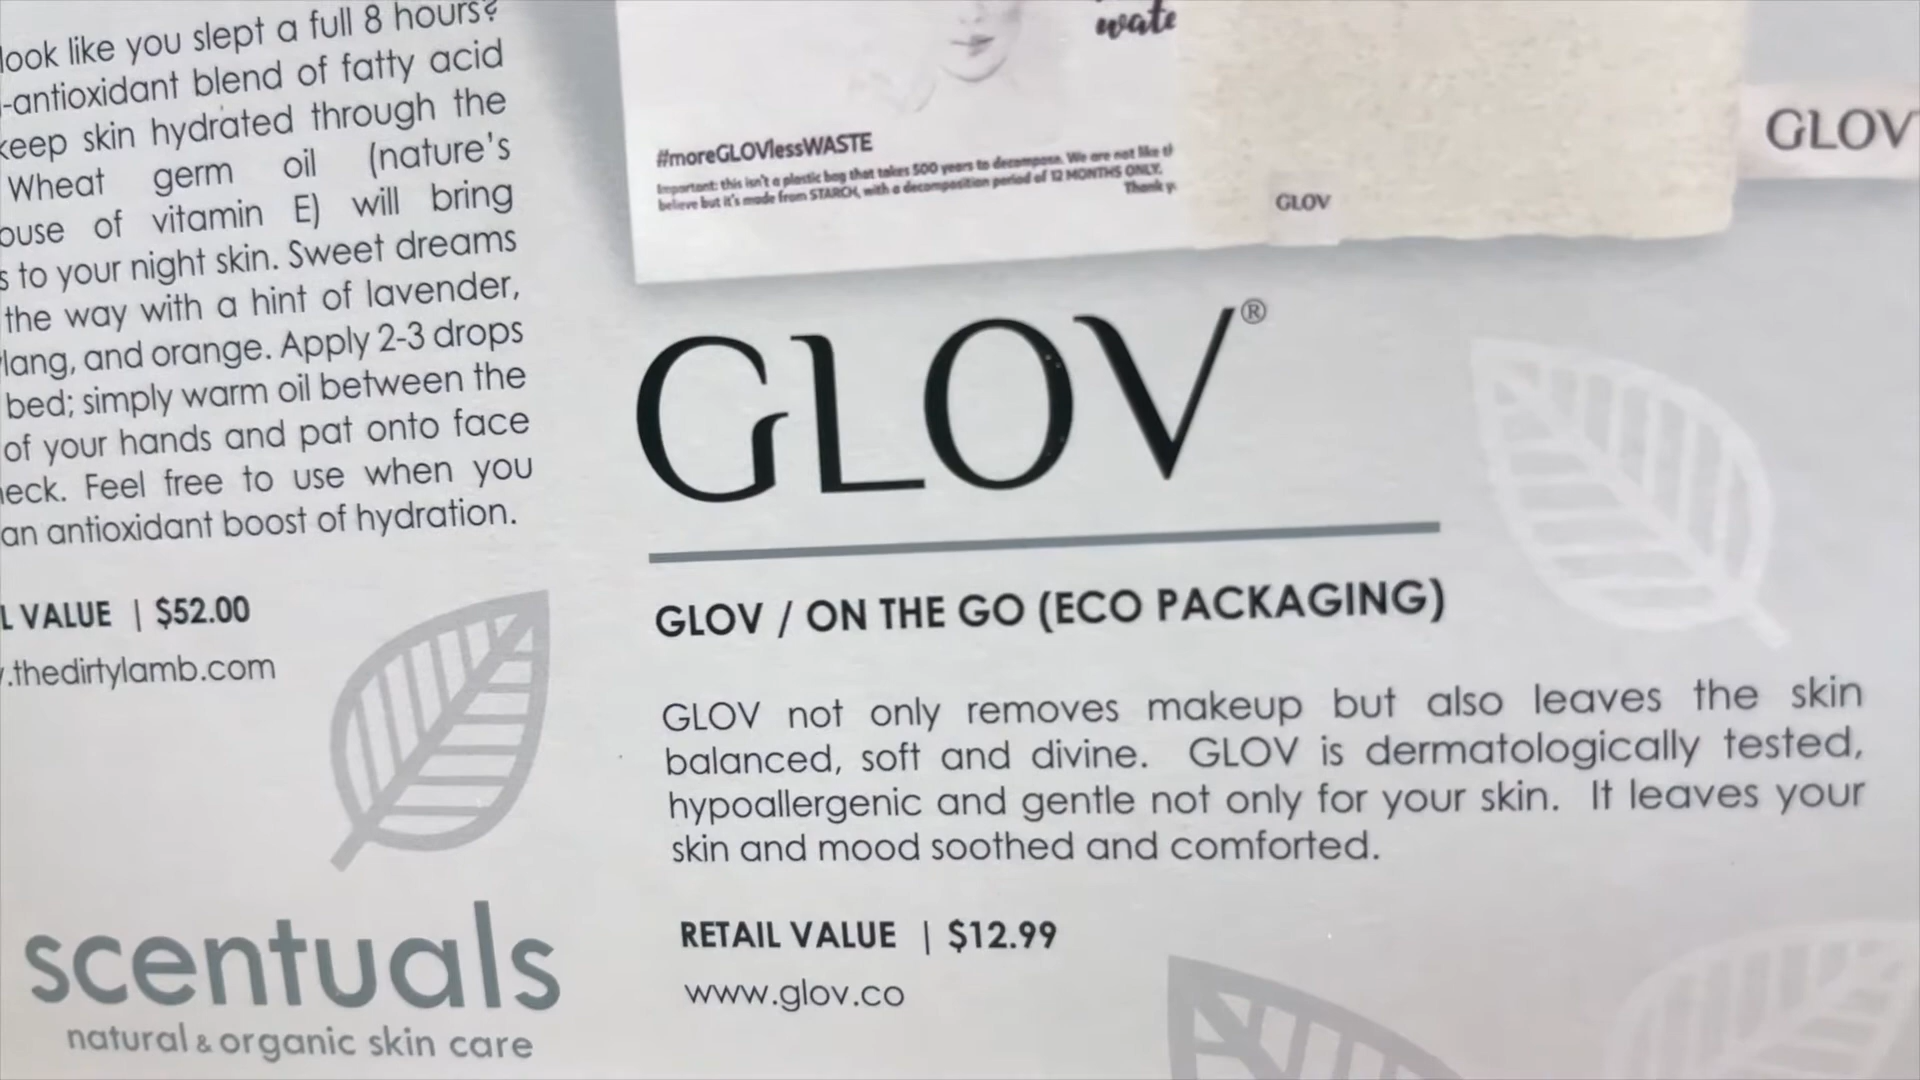 look like you slept a full 8 hours?
-antioxidant blend of fatty acid
keep skin hydrated through the
Wheat germ oil (nature's
ouse of vitamin E) will bring
s to your night skin. Sweet dreams
the way with a hint of lavender,
lang, and orange. Apply 2-3 drops
bed; simply warm oil between the
of your hands and pat onto face
neck. Feel free to use when you
an antioxidant boost of hydration.
L VALUE | $52.00
.thedirtylamb.com
scentuals
natural & organic skin care
wate
#moreGLOVlessWASTE
Important: this isn't a plastic bag that takes 500 years to decompose. We are not like th
believe but it's made from STARCH, with a decomposition period of 12 MONTHS ONLY.
Thank y
GLOV
GLOV
GLOV®
GLOV / ON THE GO (ECO PACKAGING)
GLOV not only removes makeup but also leaves the skin
balanced, soft and divine. GLOV is dermatologically tested,
hypoallergenic and gentle not only for your skin. It leaves your
skin and mood soothed and comforted.
RETAIL VALUE | $12.99
www.glov.co